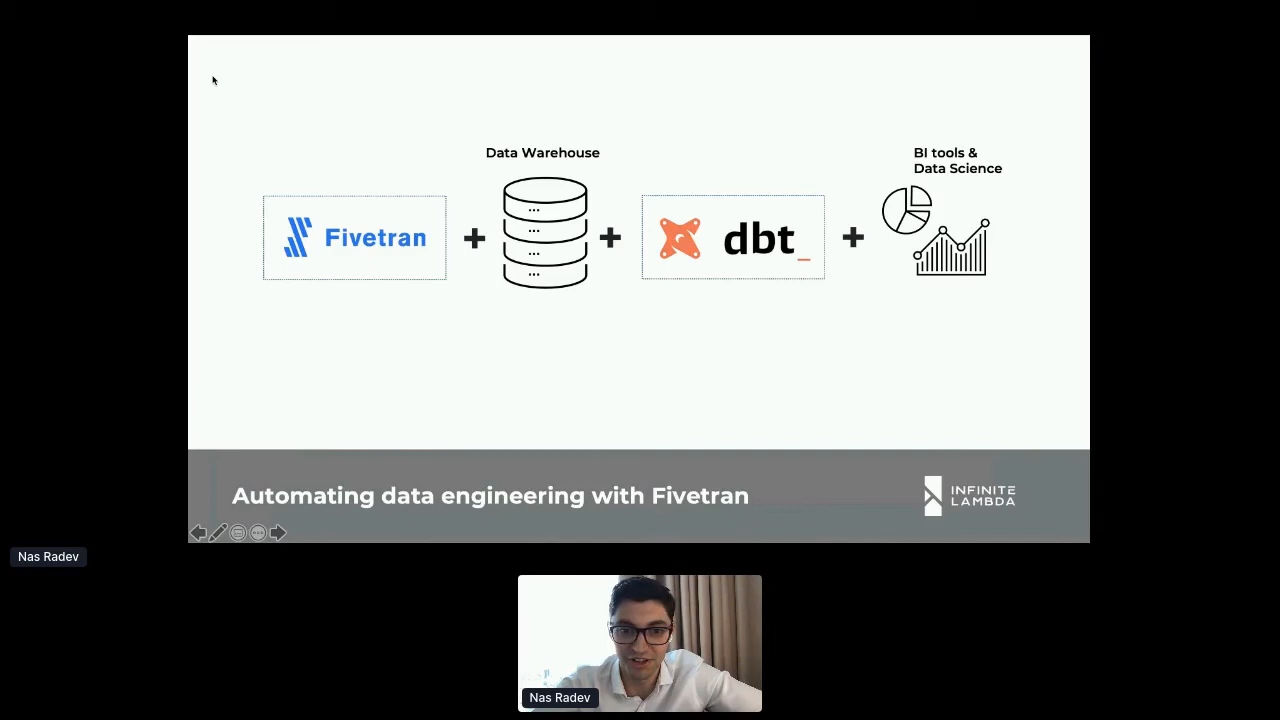 Data Warehouse
BI tools &
Data Science
Fivetran
dbt_
Automating data engineering with Fivetran
INFINITE
LAMBDA
Nas Radev
Nas Radev